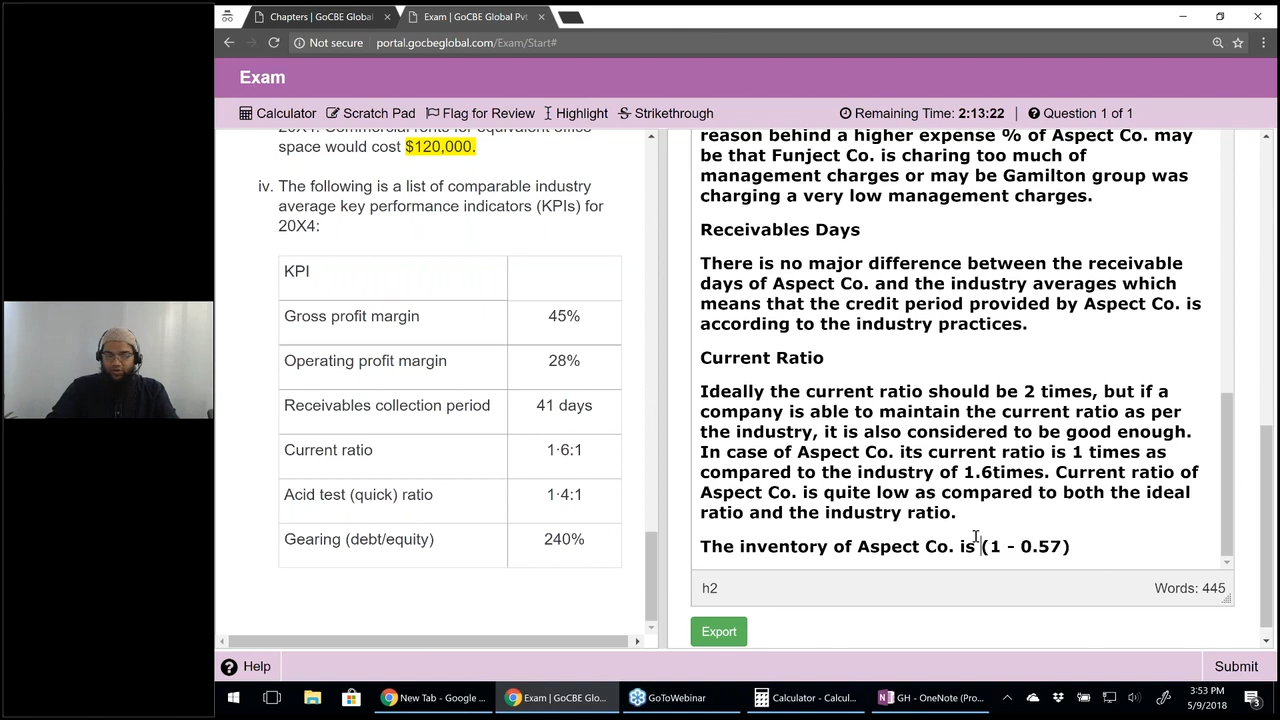 Chapters | GoCBE Global
Exam | GoCBE Global Pvt
Not secure | portal.gocbeglobal.com/Exam/Start#
Exam
Calculator
Scratch Pad
Flag for Review
Highlight
Strikethrough
Remaining Time: 2:13:22
Question 1 of 1
space would cost $120,000.
iv. The following is a list of comparable industry
average key performance indicators (KPIs) for
20X4:
KPI
Gross profit margin 45%
Operating profit margin 28%
Receivables collection period 41 days
Current ratio 1·6:1
Acid test (quick) ratio 1·4:1
Gearing (debt/equity) 240%
reason behind a higher expense % of Aspect Co. may
be that Funject Co. is charing too much of
management charges or may be Gamilton group was
charging a very low management charges.
Receivables Days
There is no major difference between the receivable
days of Aspect Co. and the industry averages which
means that the credit period provided by Aspect Co. is
according to the industry practices.
Current Ratio
Ideally the current ratio should be 2 times, but if a
company is able to maintain the current ratio as per
the industry, it is also considered to be good enough.
In case of Aspect Co. its current ratio is 1 times as
compared to the industry of 1.6times. Current ratio of
Aspect Co. is quite low as compared to both the ideal
ratio and the industry ratio.
The inventory of Aspect Co. is (1 - 0.57)
h2
Words: 445
Export
Help
Submit
New Tab - Google ...
Exam | GoCBE Glo...
GoToWebinar
Calculator - Calcul...
GH - OneNote (Pro...
3:53 PM
5/9/2018
3